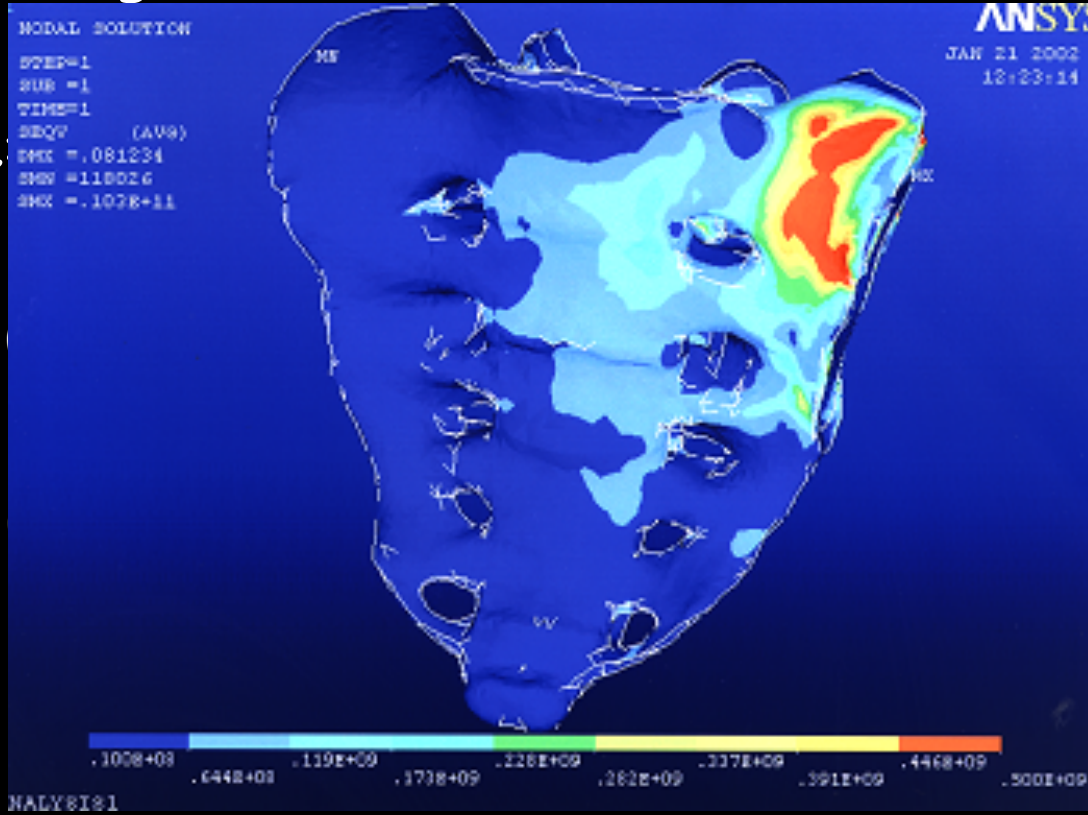 NODAL SOLUTION
STEP=1
SUB =1
TIME=1
SEQV (AVG)
DMX =.081234
SMN =118026
SMX =.103E+11
ANSYS
JAN 21 2002
12:23:14
MN
MX
.100E+08 .119E+09 .228E+09 .337E+09 .446E+09
.644E+08 .173E+09 .282E+09 .391E+09 .500E+09
NALYSIS1